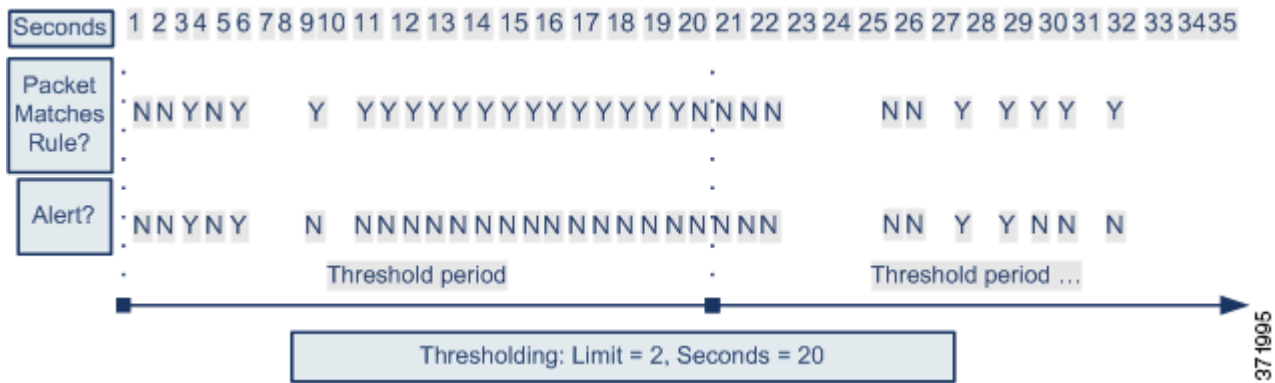 Seconds 1 2 3 4 5 6 7 8 9 10 11 12 13 14 15 16 17 18 19 20 21 22 23 24 25 26 27 28 29 30 31 32 33 34 35
Packet
Matches
Rule?
N N Y N Y Y Y Y Y Y Y Y Y Y Y Y Y Y Y Y N N N N N N Y Y Y Y Y
Alert?
N N Y N Y N N N N N N N N N N N N N N N N N N N N N Y Y N N N
Threshold period
Threshold period ...
Thresholding: Limit = 2, Seconds = 20
371995